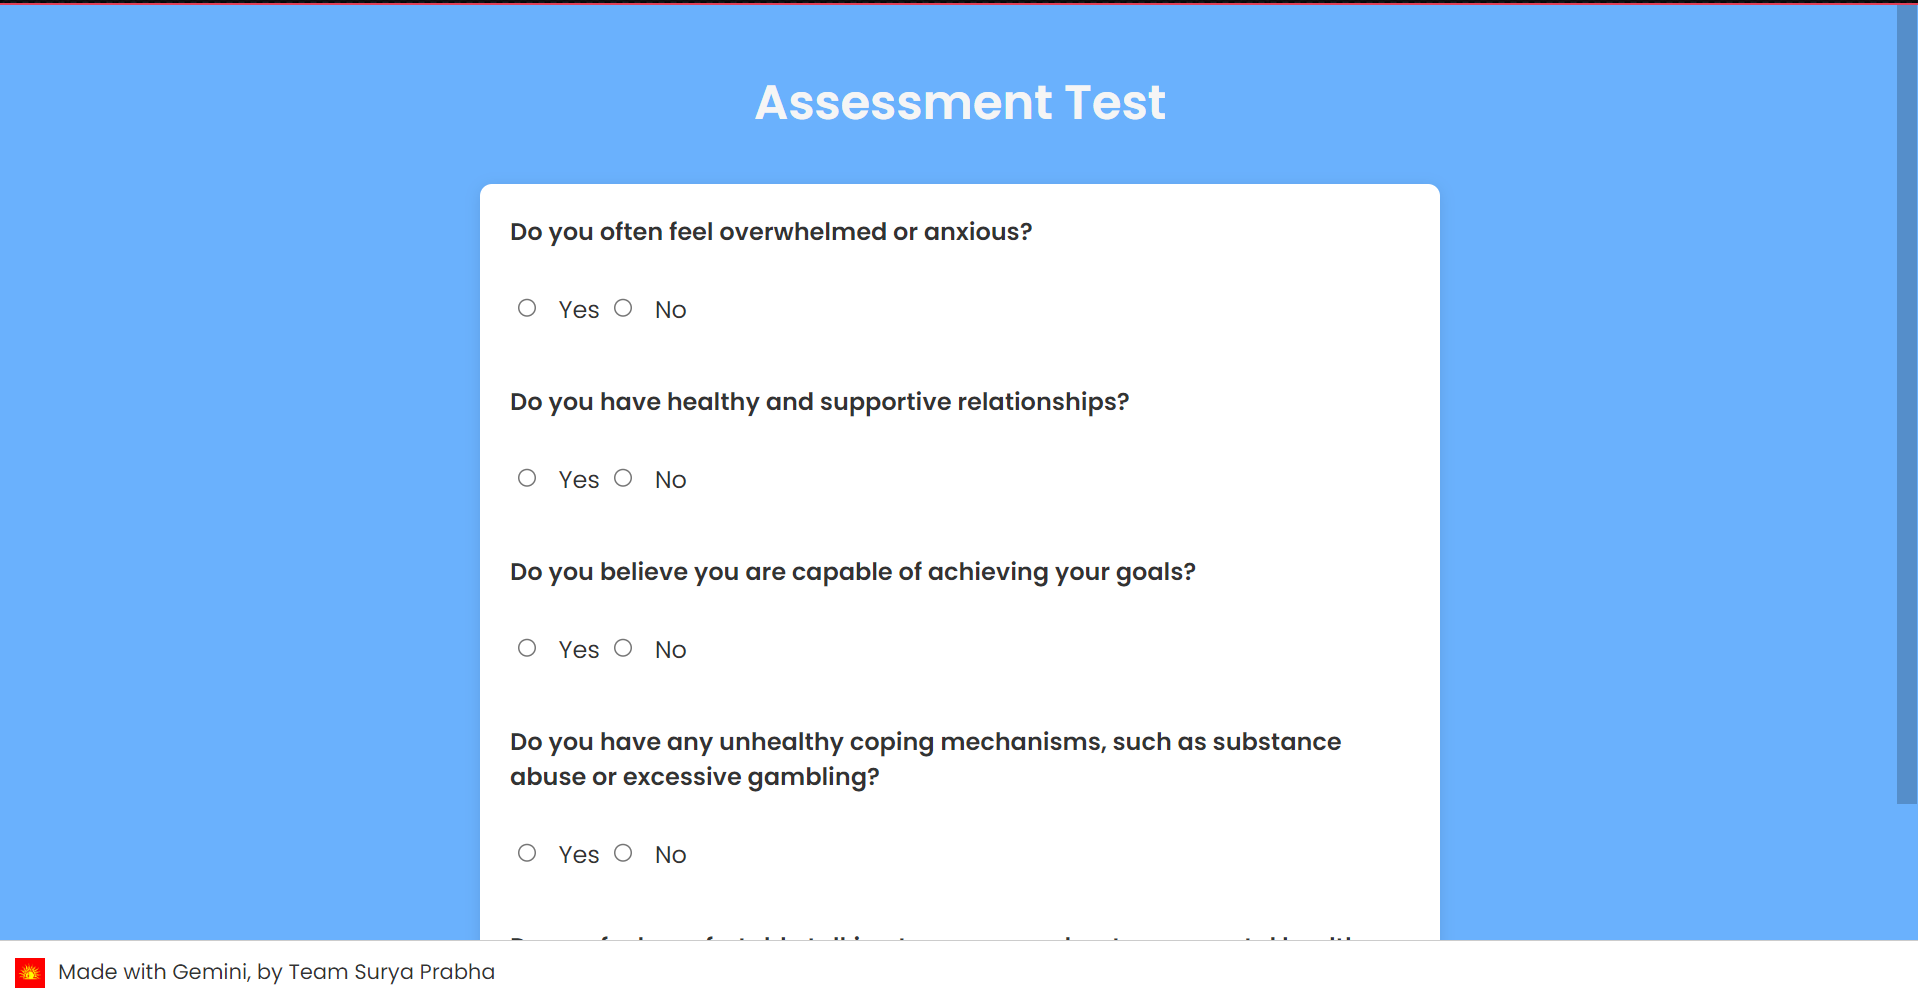 Assessment Test
Do you often feel overwhelmed or anxious?
Yes No
Do you have healthy and supportive relationships?
Yes No
Do you believe you are capable of achieving your goals?
Yes No
Do you have any unhealthy coping mechanisms, such as substance
abuse or excessive gambling?
Yes No
Made with Gemini, by Team Surya Prabha